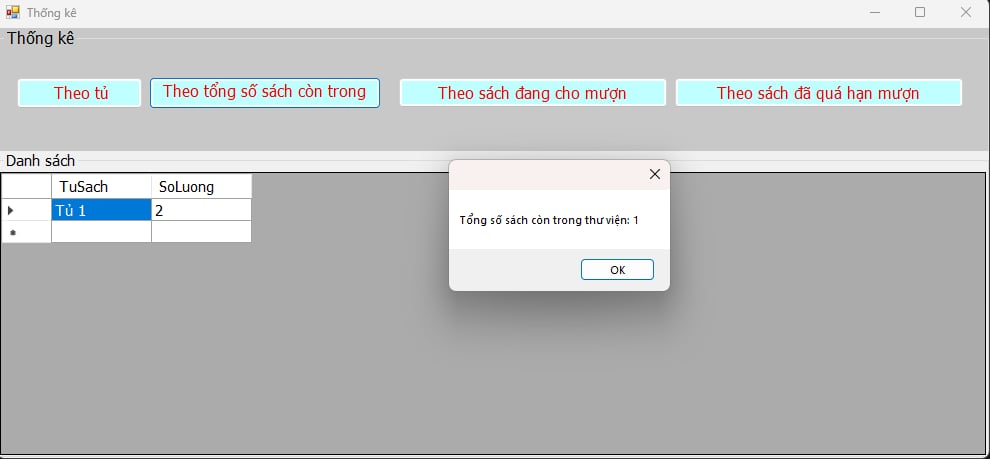 Thống kê
Thống kê
Theo tủ
Theo tổng số sách còn trong
Theo sách đang cho mượn
Theo sách đã quá hạn mượn
Danh sách
TuSach SoLuong
Tủ 1 2
Tổng số sách còn trong thư viện: 1
OK